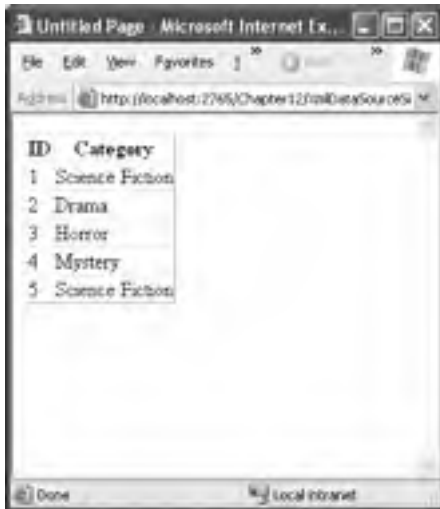 Untitled Page - Microsoft Internet Ex...
File Edit View Favorites
Address http://localhost:2765/Chapter12/XmlDataSourceSi
ID Category
1 Science Fiction
2 Drama
3 Horror
4 Mystery
5 Science Fiction
Done Local intranet